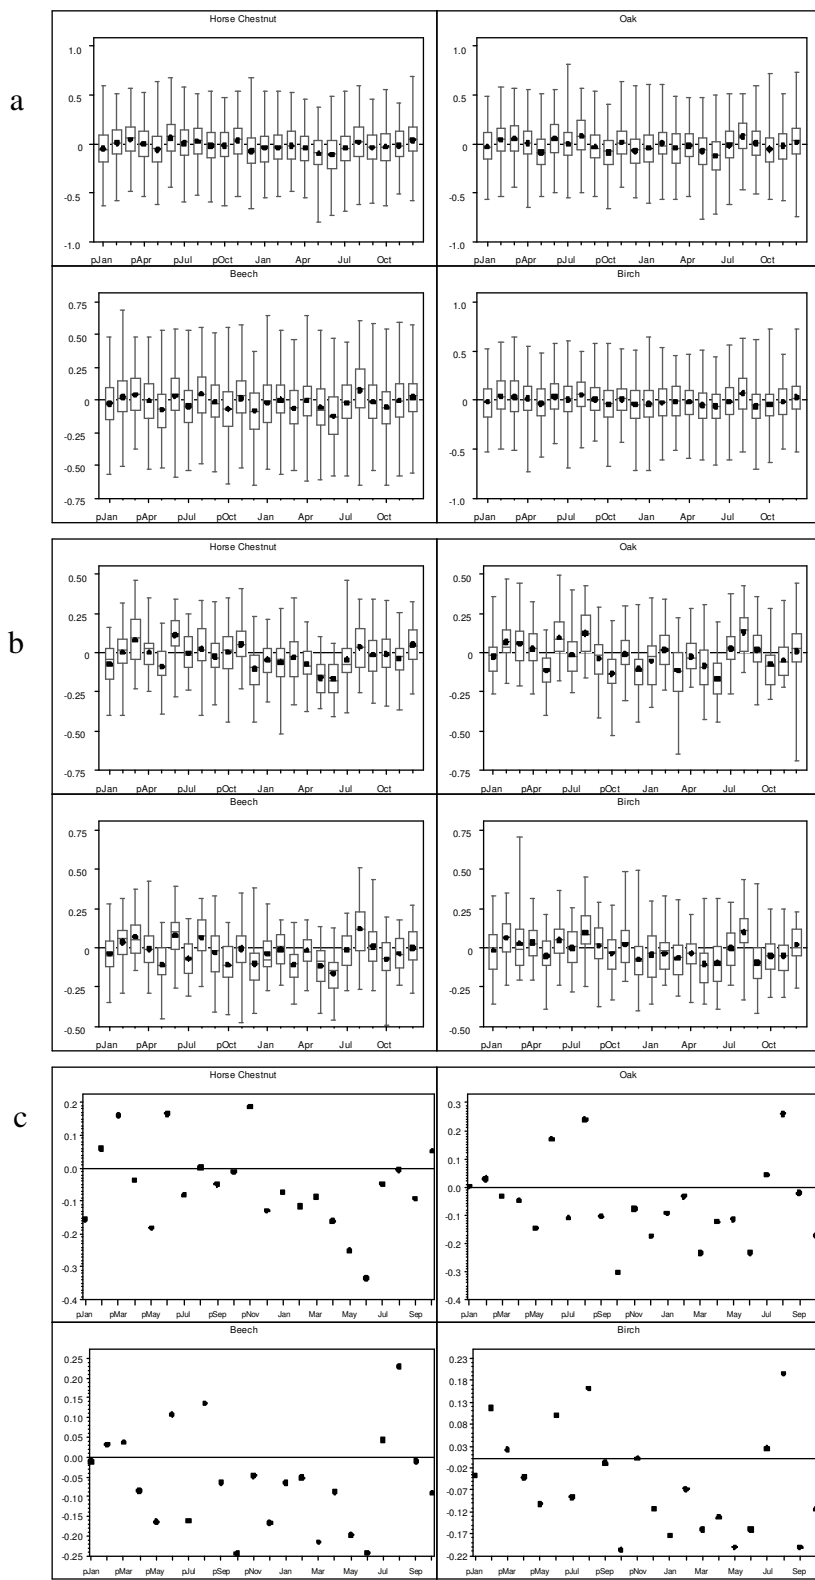 a
Horse Chestnut Oak
1.0 1.0
0.5 0.5
0 0
-0.5 -0.5
-1.0 -1.0
pJan pApr pJul pOct Jan Apr Jul Oct pJan pApr pJul pOct Jan Apr Jul Oct
Beech Birch
0.75 1.0
0.50 0.5
0.25 0
0 -0.5
-0.25 -1.0
-0.50
-0.75
pJan pApr pJul pOct Jan Apr Jul Oct pJan pApr pJul pOct Jan Apr Jul Oct
b
Horse Chestnut Oak
0.50 0.50
0.25 0.25
0 0
-0.25 -0.25
-0.50 -0.50
-0.75 -0.75
pJan pApr pJul pOct Jan Apr Jul Oct pJan pApr pJul pOct Jan Apr Jul Oct
Beech Birch
0.75 0.75
0.50 0.50
0.25 0.25
0 0
-0.25 -0.25
-0.50 -0.50
pJan pApr pJul pOct Jan Apr Jul Oct pJan pApr pJul pOct Jan Apr Jul Oct
c
Horse Chestnut Oak
0.2 0.3
0.1 0.2
0.0 0.1
-0.1 0.0
-0.2 -0.1
-0.3 -0.2
-0.4 -0.3
-0.4
pJan pMar pMay pJul pSep pNov Jan Mar May Jul Sep pJan pMar pMay pJul pSep pNov Jan Mar May Jul Sep
Beech Birch
0.25 0.23
0.20 0.18
0.15 0.13
0.10 0.08
0.05 0.03
0.00 -0.02
-0.05 -0.07
-0.10 -0.12
-0.15 -0.17
-0.20 -0.22
-0.25
pJan pMar pMay pJul pSep pNov Jan Mar May Jul Sep pJan pMar pMay pJul pSep pNov Jan Mar May Jul Sep